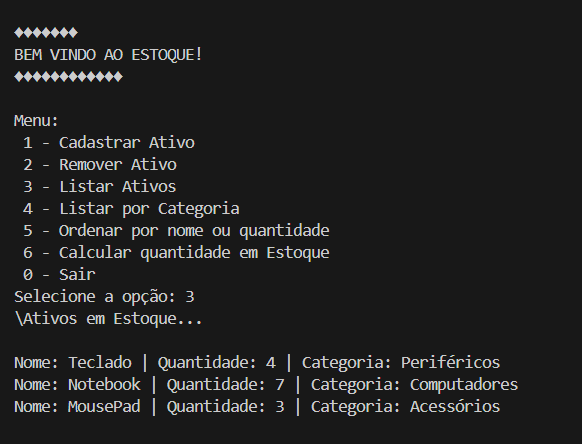 ♦♦♦♦♦♦♦
BEM VINDO AO ESTOQUE!
♦♦♦♦♦♦♦♦♦♦♦♦

Menu:
 1 - Cadastrar Ativo
 2 - Remover Ativo
 3 - Listar Ativos
 4 - Listar por Categoria
 5 - Ordenar por nome ou quantidade
 6 - Calcular quantidade em Estoque
 0 - Sair
Selecione a opção: 3
\Ativos em Estoque...

Nome: Teclado | Quantidade: 4 | Categoria: Periféricos
Nome: Notebook | Quantidade: 7 | Categoria: Computadores
Nome: MousePad | Quantidade: 3 | Categoria: Acessórios